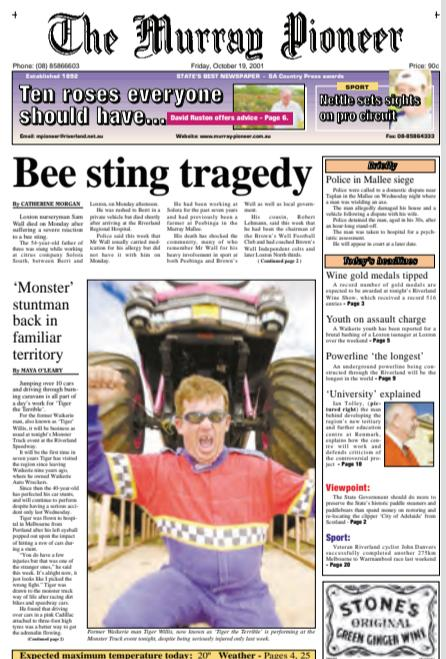 The Murray Pioneer
Phone: (08) 85866603 Friday, October 19, 2001 Price: 90c
Established 1892 STATE'S BEST NEWSPAPER - SA Country Press awards
Ten roses everyone
should have...
David Ruston offers advice - Page 6.
SPORT
Nettle sets sights
on pro circuit
Email: mpioneer@riverland.net.au Website: www.murraypioneer.com.au Fax: 08-85864333
Bee sting tragedy
By CATHERINE MORGAN
Loxton nurseryman Sam
Wall died on Monday after
suffering a severe reaction
to a bee sting.
The 54-year-old father of
three was stung while working
at citrus company Solora
South, between Berri and
Loxton, on Monday afternoon.
He was rushed to Berri in a
private vehicle but died shortly
after arriving at the Riverland
Regional Hospital.
Police said this week that
Mr Wall usually carried med-
ication for his allergy but did
not have it with him on
Monday.
He had been working at
Solora for the past seven years
and had previously been a
farmer at Peebinga in the
Murray Mallee.
His death has shocked the
community, many of who
remember Mr Wall for his
heavy involvement in sport at
both Peebinga and Brown's
Well as well as local govern-
ment.
His cousin, Robert
Lehmann, said this week that
he had been the chairman of
the Brown's Well Football
Club and had coached Brown's
Well Independent colts and
later Loxton North thirds.
(Continued page 2)
'Monster'
stuntman
back in
familiar
territory
By MAYA O'LEARY
Jumping over 10 cars
and driving through burn-
ing caravans is all part of
a day's work for 'Tiger
the Terrible'.
For the former Waikerie
man, also known as 'Tiger'
Willis, it will be business as
usual at tonight's Monster
Truck event at the Riverland
Speedway.
It will be the first time in
seven years Tiger has visited
the region since leaving
Waikerie nine years ago,
where he owned Waikerie
Auto Wreckers.
Since then the 40-year-old
has perfected his car stunts,
and will continue to perform
despite having a serious acci-
dent only last Wednesday.
Tiger was flown to hospi-
tal in Melbourne from
Portland after his left eyeball
popped out upon the impact
of hitting a row of cars dur-
ing a stunt.
"You do have a few
injuries but that was one of
the stranger ones," he said
this week. It's alright now, it
just looks like I picked the
wrong fight." Tiger was
drawn to the monster truck
way of life after racing dirt
bikes and speedway cars.
He found that driving
over cars in a pink Cadillac
attached to three-foot high
tyres was a better way to get
the adrenaline flowing.
(Continued page 2)
Former Waikerie man Tiger Willis, now known as 'Tiger the Terrible' is performing at the
Monster Truck event tonight, despite being seriously injured only last week.
Expected maximum temperature today: 20° Weather - Pages 4, 25
Briefly
Police in Mallee siege
Police were called to a domestic dispute near
Taplan in the Mallee on Wednesday night where
a man was wielding an axe.
The man allegedly damaged his house and a
vehicle following a dispute with his wife.
Police detained the man, aged in his 30s, after
an hour-long stand-off.
The man was taken to hospital for a psych-
iatric assessment.
He will appear in court at a later date.
Today's headlines
Wine gold medals tipped
A record number of gold medals are
expected to be awarded at tonight's Riverland
Wine Show, which received a record 516
entries - Page 3
Youth on assault charge
A Waikerie youth has been reported for a
brutal bashing of a Loxton teenager at Loxton
over the weekend - Page 5
Powerline 'the longest'
An underground powerline being con-
structed through the Riverland will be the
longest in the world - Page 9
'University' explained
Ian Tolley, (pic-
tured right) the man
behind developing the
region's new tertiary
and further education
centre at Renmark,
explains how the cen-
tre will work and
defends criticism of
the controversial pro-
ject - Page 10
Viewpoint:
The State Government should do more to
preserve the State's historic paddle steamers and
paddleboats than spend money on restoring and
re-locating the clipper 'City of Adelaide' from
Scotland - Page 2
Sport:
Veteran Riverland cyclist John Danvers
successfully completed another 275km
Melbourne to Warrnambool race last weekend
- Page 20
STONE'S
ORIGINAL
GREEN GINGER WINE